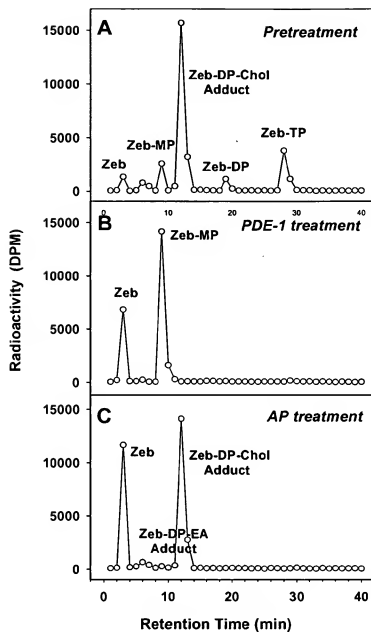 A
Pretreatment
15000
10000
5000
0
Zeb
Zeb-MP
Zeb-DP-Chol
Adduct
Zeb-DP
Zeb-TP
0 10 20 30 40
B
PDE-1 treatment
15000
10000
5000
0
Zeb
Zeb-MP
C
AP treatment
15000
10000
5000
0
Zeb
Zeb-DP-EA
Adduct
Zeb-DP-Chol
Adduct
0 10 20 30 40
Radioactivity (DPM)
Retention Time (min)